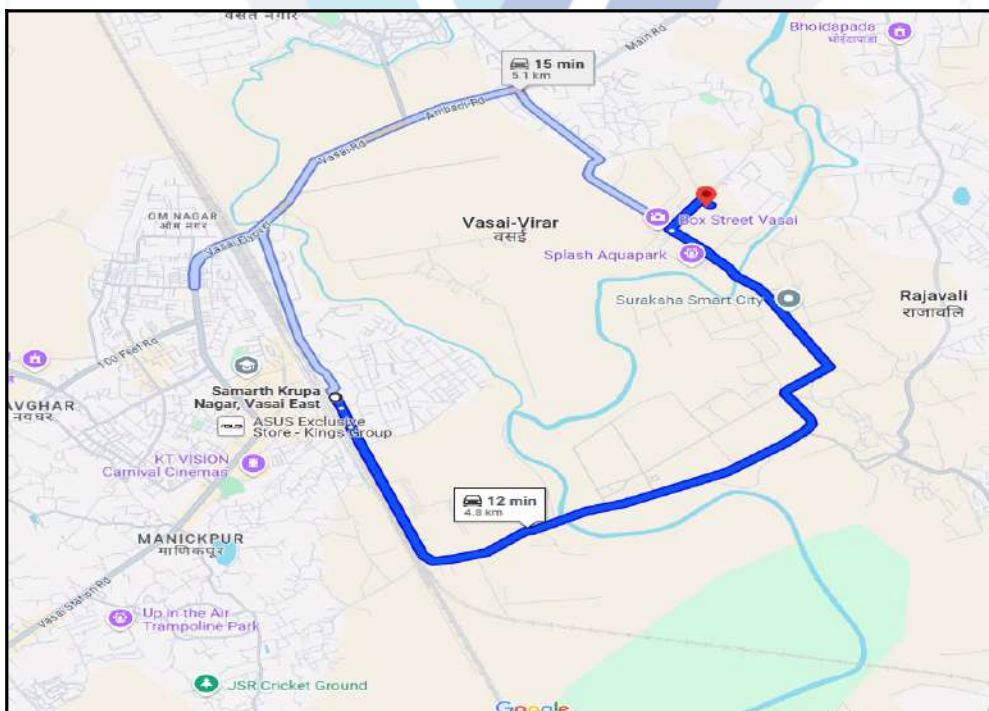 वसंत नगरी
Bhoidapada
भोईदापाडा
Main Rd
15 min
5.1 km
Ambadi Rd
Vasai Rd
OM NAGAR
ओम नगर
Vasai Flyover
Vasai-Virar
वसई
Box Street Vasai
Splash Aquapark
Suraksha Smart City
Rajavali
राजावलि
100 Feet Rd
Samarth Krupa
Nagar, Vasai East
AVGHAR
नवघर
ASUS Exclusive
Store - Kings Group
KT VISION
Carnival Cinemas
12 min
4.8 km
MANICKPUR
माणिकपूर
Vasai Station Rd
Up in the Air
Trampoline Park
JSR Cricket Ground
Google